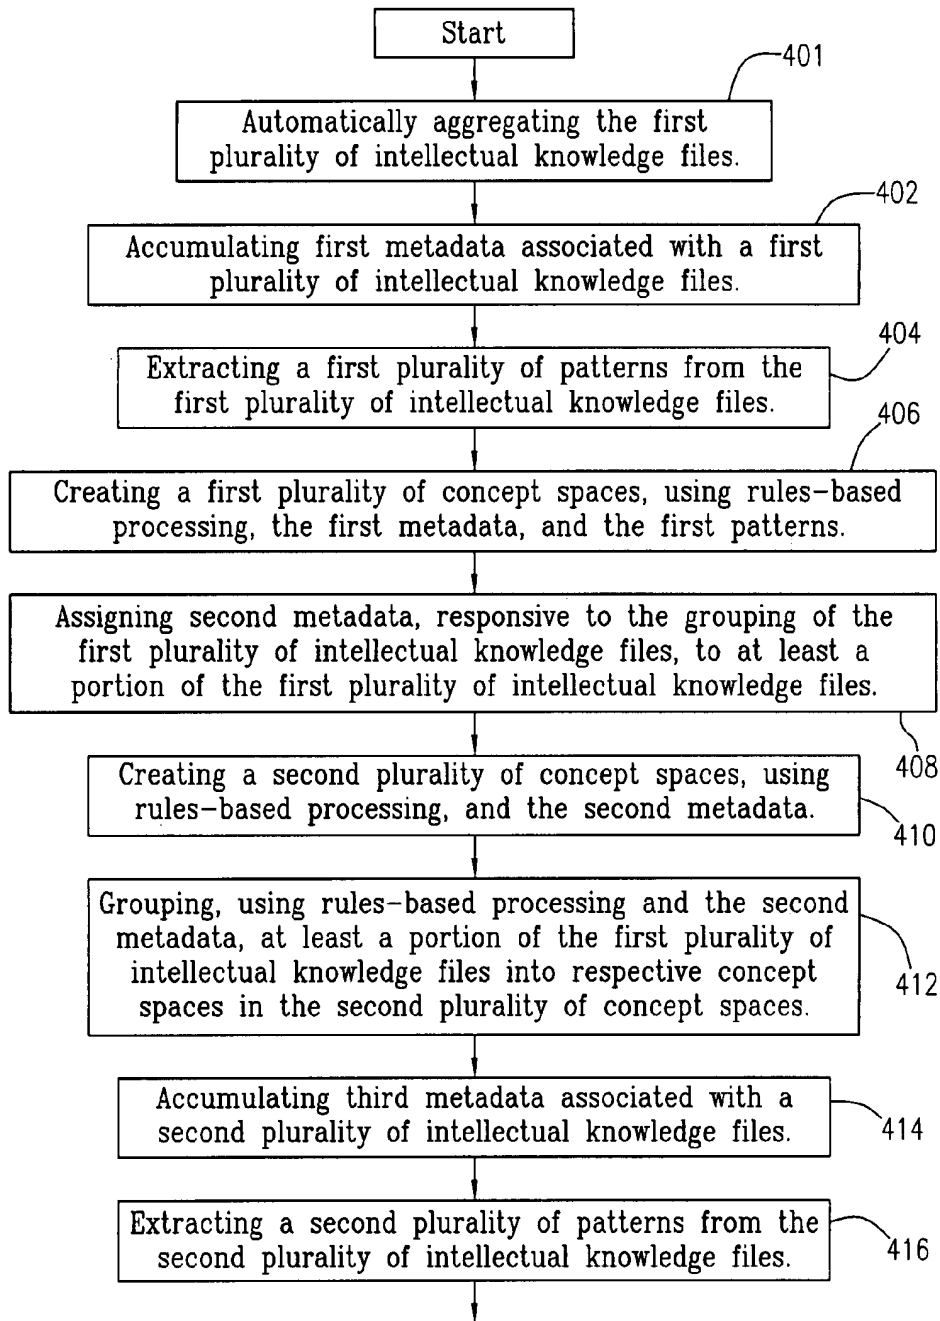 Start
401
Automatically aggregating the first
plurality of intellectual knowledge files.
402
Accumulating first metadata associated with a first
plurality of intellectual knowledge files.
404
Extracting a first plurality of patterns from the
first plurality of intellectual knowledge files.
406
Creating a first plurality of concept spaces, using rules-based
processing, the first metadata, and the first patterns.
Assigning second metadata, responsive to the grouping of the
first plurality of intellectual knowledge files, to at least a
portion of the first plurality of intellectual knowledge files.
408
Creating a second plurality of concept spaces, using
rules-based processing, and the second metadata.
410
Grouping, using rules-based processing and the second
metadata, at least a portion of the first plurality of
intellectual knowledge files into respective concept
spaces in the second plurality of concept spaces.
412
Accumulating third metadata associated with a
second plurality of intellectual knowledge files.
414
Extracting a second plurality of patterns from the
second plurality of intellectual knowledge files.
416